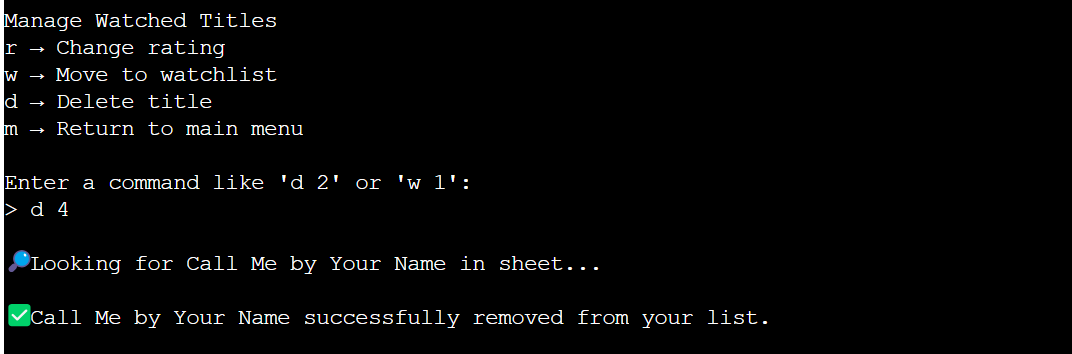 Manage Watched Titles
r → Change rating
w → Move to watchlist
d → Delete title
m → Return to main menu
Enter a command like 'd 2' or 'w 1':
> d 4
🔎Looking for Call Me by Your Name in sheet...
✅Call Me by Your Name successfully removed from your list.